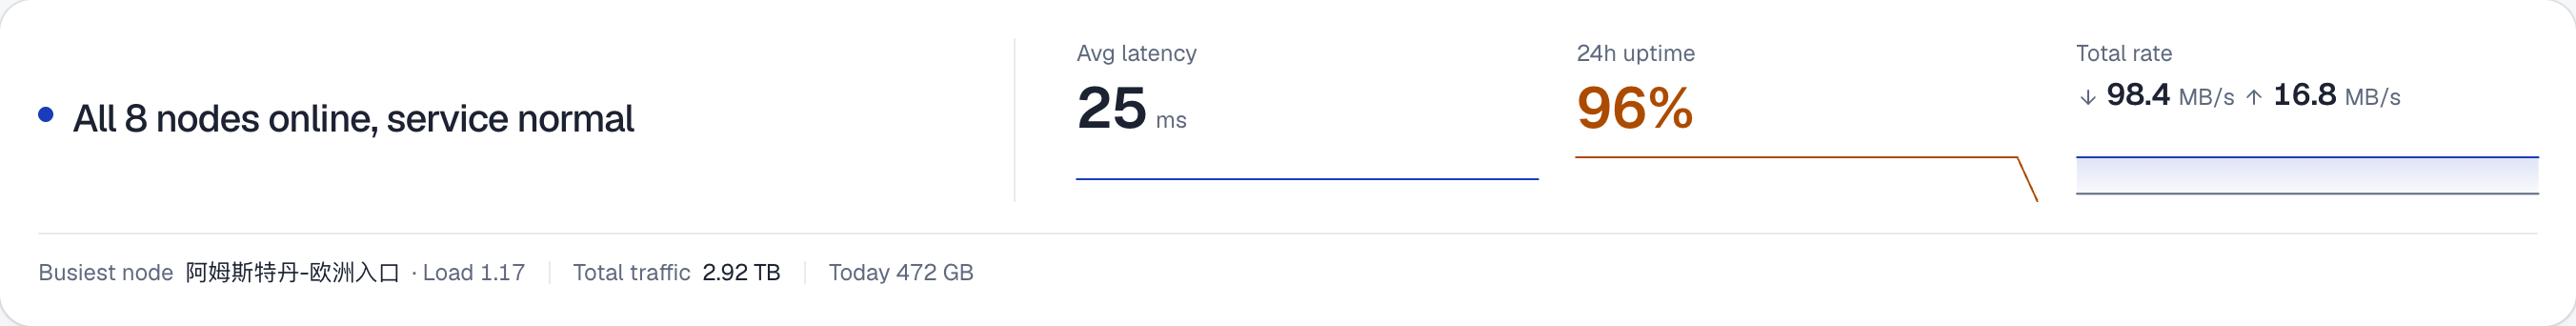 All 8 nodes online, service normal
Avg latency
25 ms
24h uptime
96%
Total rate
↓ 98.4 MB/s ↑ 16.8 MB/s
Busiest node 阿姆斯特丹-欧洲入口 · Load 1.17
Total traffic 2.92 TB
Today 472 GB